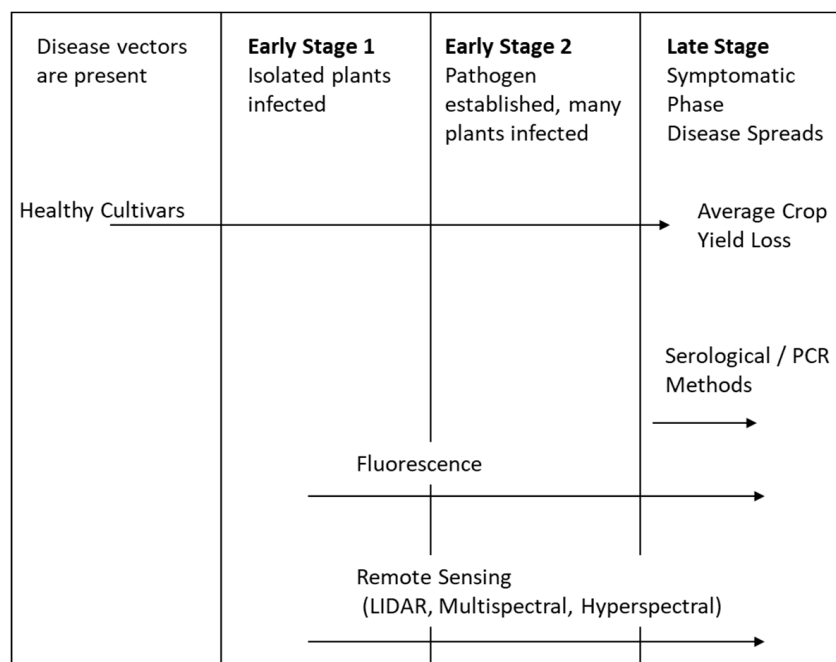 Disease vectors
are present
Early Stage 1
Isolated plants
infected
Early Stage 2
Pathogen
established, many
plants infected
Late Stage
Symptomatic
Phase
Disease Spreads
Healthy Cultivars
Average Crop
Yield Loss
Serological / PCR
Methods
Fluorescence
Remote Sensing
(LIDAR, Multispectral, Hyperspectral)